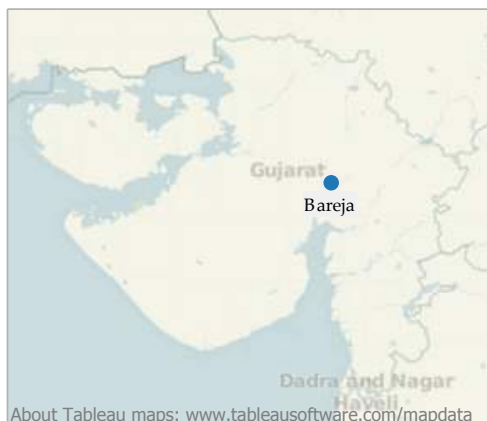 Gujarat
Bareja
Dadra and Nagar
Haveli
About Tableau maps: www.tableausoftware.com/mapdata